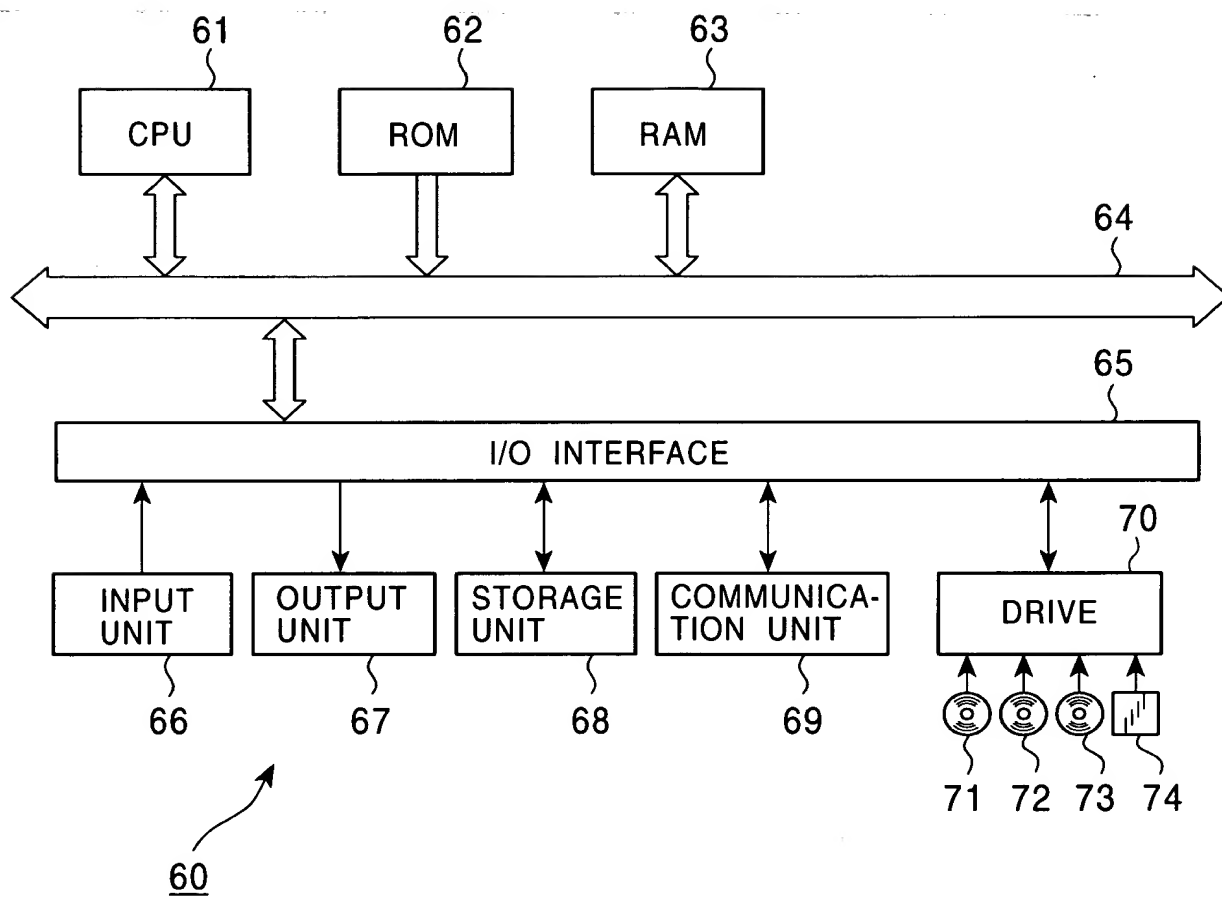 61
62
63
CPU
ROM
RAM
64
65
I/O INTERFACE
70
INPUT
UNIT
OUTPUT
UNIT
STORAGE
UNIT
COMMUNICA-
TION UNIT
DRIVE
66
67
68
69
71
72
73
74
60